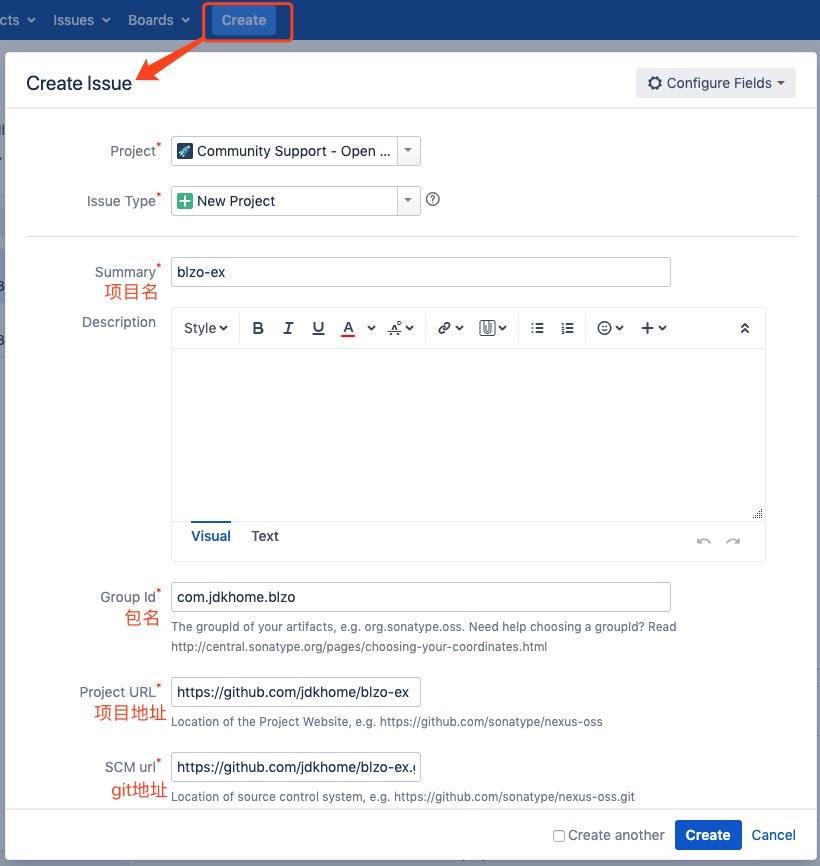 cts Issues Boards Create
Create Issue
Configure Fields
Project*
Community Support - Open ...
Issue Type*
New Project
Summary*
blzo-ex
项目名
Description
Style B I U A
Visual Text
Group Id*
com.jdkhome.blzo
包名
The groupId of your artifacts, e.g. org.sonatype.oss. Need help choosing a groupId? Read
http://central.sonatype.org/pages/choosing-your-coordinates.html
Project URL*
https://github.com/jdkhome/blzo-ex
项目地址
Location of the Project Website, e.g. https://github.com/sonatype/nexus-oss
SCM url*
https://github.com/jdkhome/blzo-ex.g
git地址
Location of source control system, e.g. https://github.com/sonatype/nexus-oss.git
Create another Create Cancel